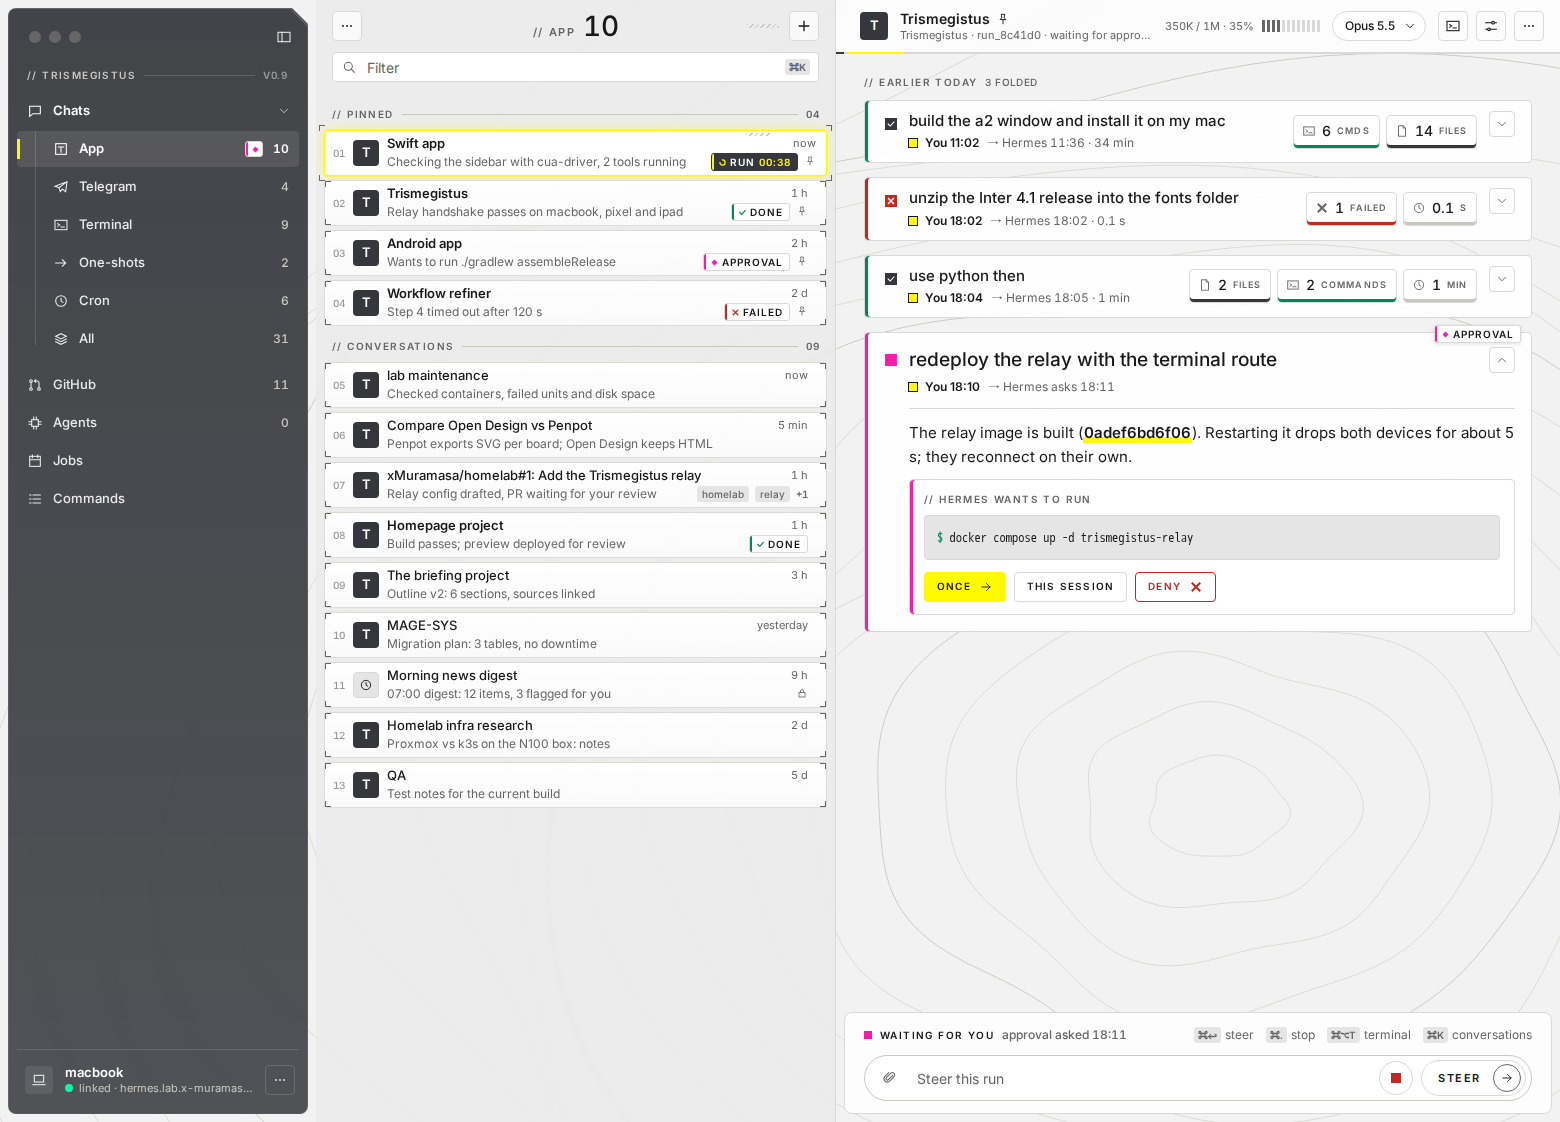 // TRISMEGISTUS V0.9
Chats
App 10
Telegram 4
Terminal 9
One-shots 2
Cron 6
All 31
GitHub 11
Agents 0
Jobs
Commands
macbook
linked · hermes.lab.x-muramas...
// APP 10
Filter ⌘K
// PINNED 04
01 T Swift app now
Checking the sidebar with cua-driver, 2 tools running RUN 00:38
02 T Trismegistus 1 h
Relay handshake passes on macbook, pixel and ipad DONE
03 T Android app 2 h
Wants to run ./gradlew assembleRelease APPROVAL
04 T Workflow refiner 2 d
Step 4 timed out after 120 s FAILED
// CONVERSATIONS 09
05 T lab maintenance now
Checked containers, failed units and disk space
06 T Compare Open Design vs Penpot 5 min
Penpot exports SVG per board; Open Design keeps HTML
07 T xMuramasa/homelab#1: Add the Trismegistus relay 1 h
Relay config drafted, PR waiting for your review homelab relay +1
08 T Homepage project 1 h
Build passes; preview deployed for review DONE
09 T The briefing project 3 h
Outline v2: 6 sections, sources linked
10 T MAGE-SYS yesterday
Migration plan: 3 tables, no downtime
11 Morning news digest 9 h
07:00 digest: 12 items, 3 flagged for you
12 T Homelab infra research 2 d
Proxmox vs k3s on the N100 box: notes
13 T QA 5 d
Test notes for the current build
T Trismegistus 350K / 1M · 35% Opus 5.5
Trismegistus · run_8c41d0 · waiting for appro...
// EARLIER TODAY 3 FOLDED
build the a2 window and install it on my mac 6 CMDS 14 FILES
You 11:02 → Hermes 11:36 · 34 min
unzip the Inter 4.1 release into the fonts folder 1 FAILED 0.1 S
You 18:02 → Hermes 18:02 · 0.1 s
use python then 2 FILES 2 COMMANDS 1 MIN
You 18:04 → Hermes 18:05 · 1 min
APPROVAL
redeploy the relay with the terminal route
You 18:10 → Hermes asks 18:11
The relay image is built (0adef6bd6f06). Restarting it drops both devices for about 5
s; they reconnect on their own.
// HERMES WANTS TO RUN
$ docker compose up -d trismegistus-relay
ONCE → THIS SESSION DENY
WAITING FOR YOU approval asked 18:11 ⌘↩ steer ⌘. stop ⌘⌥T terminal ⌘K conversations
Steer this run STEER